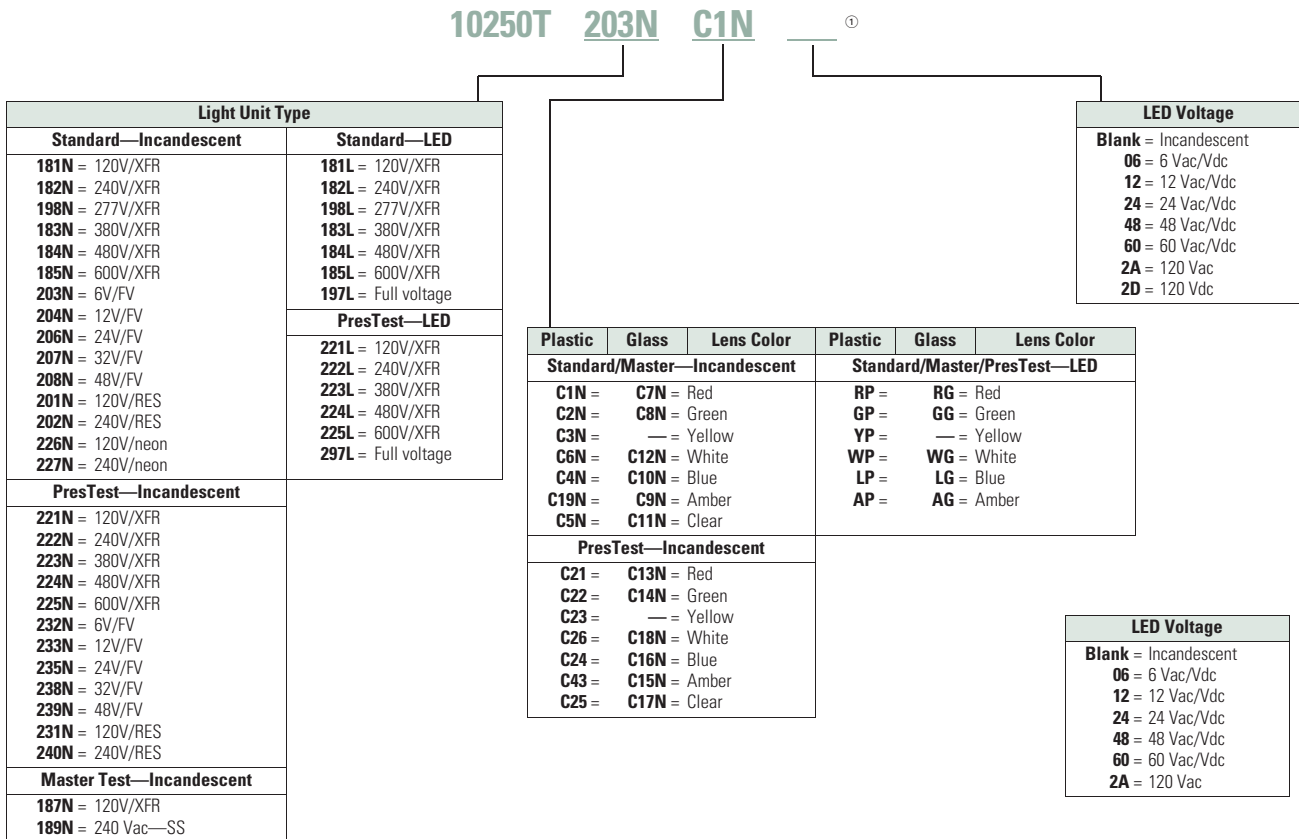 10250T 203N C1N ①
Light Unit Type
Standard—Incandescent
181N = 120V/XFR
182N = 240V/XFR
198N = 277V/XFR
183N = 380V/XFR
184N = 480V/XFR
185N = 600V/XFR
203N = 6V/FV
204N = 12V/FV
206N = 24V/FV
207N = 32V/FV
208N = 48V/FV
201N = 120V/RES
202N = 240V/RES
226N = 120V/neon
227N = 240V/neon
PresTest—Incandescent
221N = 120V/XFR
222N = 240V/XFR
223N = 380V/XFR
224N = 480V/XFR
225N = 600V/XFR
232N = 6V/FV
233N = 12V/FV
235N = 24V/FV
238N = 32V/FV
239N = 48V/FV
231N = 120V/RES
240N = 240V/RES
Master Test—Incandescent
187N = 120V/XFR
189N = 240 Vac—SS
Standard—LED
181L = 120V/XFR
182L = 240V/XFR
198L = 277V/XFR
183L = 380V/XFR
184L = 480V/XFR
185L = 600V/XFR
197L = Full voltage
PresTest—LED
221L = 120V/XFR
222L = 240V/XFR
223L = 380V/XFR
224L = 480V/XFR
225L = 600V/XFR
297L = Full voltage
Plastic Glass Lens Color
Standard/Master—Incandescent
C1N = C7N = Red
C2N = C8N = Green
C3N = — = Yellow
C6N = C12N = White
C4N = C10N = Blue
C19N = C9N = Amber
C5N = C11N = Clear
PresTest—Incandescent
C21 = C13N = Red
C22 = C14N = Green
C23 = — = Yellow
C26 = C18N = White
C24 = C16N = Blue
C43 = C15N = Amber
C25 = C17N = Clear
Plastic Glass Lens Color
Standard/Master/PresTest—LED
RP = RG = Red
GP = GG = Green
YP = — = Yellow
WP = WG = White
LP = LG = Blue
AP = AG = Amber
LED Voltage
Blank = Incandescent
06 = 6 Vac/Vdc
12 = 12 Vac/Vdc
24 = 24 Vac/Vdc
48 = 48 Vac/Vdc
60 = 60 Vac/Vdc
2A = 120 Vac
2D = 120 Vdc
LED Voltage
Blank = Incandescent
06 = 6 Vac/Vdc
12 = 12 Vac/Vdc
24 = 24 Vac/Vdc
48 = 48 Vac/Vdc
60 = 60 Vac/Vdc
2A = 120 Vac